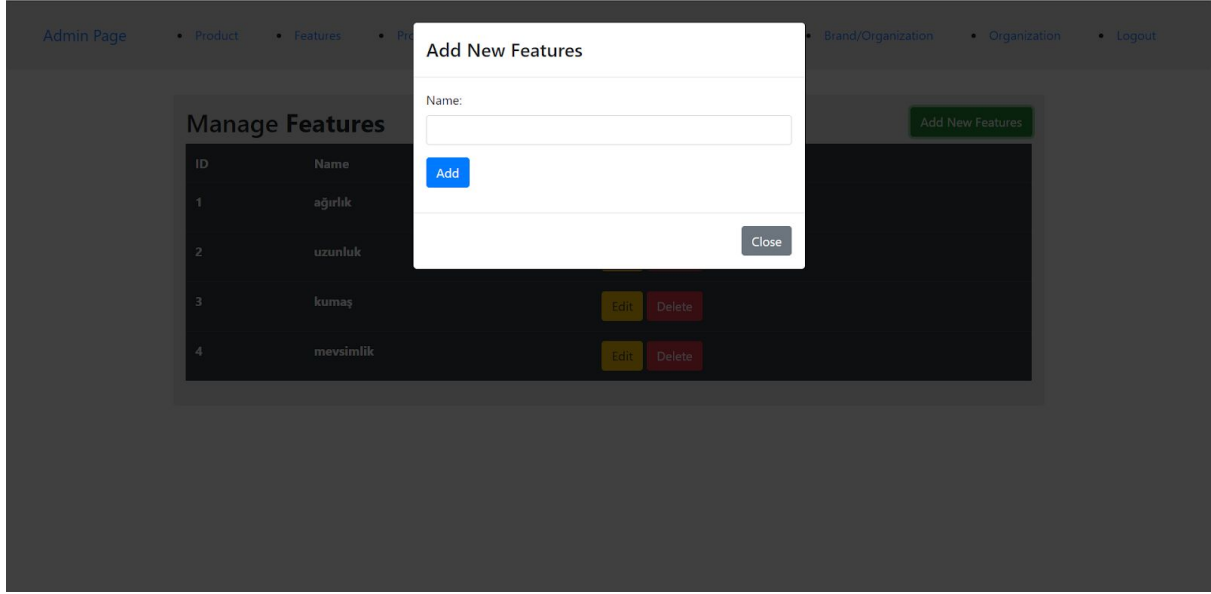 Admin Page • Product • Features • Brand/Organization • Organization • Logout
Add New Features
Name:
Add
Close
Manage Features Add New Features
ID Name
1 ağırlık
2 uzunluk
3 kumaş Edit Delete
4 mevsimlik Edit Delete